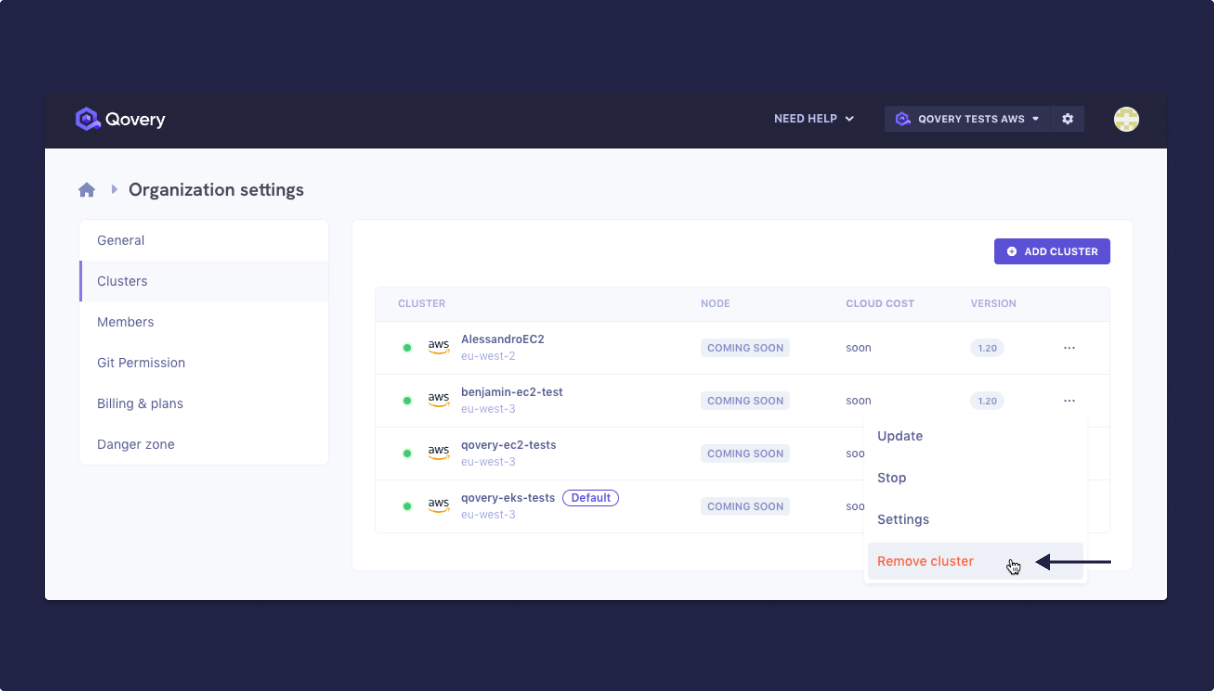 Qovery
NEED HELP
QOVERY TESTS AWS
Organization settings
General
Clusters
Members
Git Permission
Billing & plans
Danger zone
ADD CLUSTER
CLUSTER NODE CLOUD COST VERSION
aws AlessandroEC2 COMING SOON soon 1.20 ...
eu-west-2
aws benjamin-ec2-test COMING SOON soon 1.20 ...
eu-west-3
Update
aws qovery-ec2-tests COMING SOON soo
eu-west-3
Stop
aws qovery-eks-tests Default COMING SOON soo
eu-west-3
Settings
Remove cluster